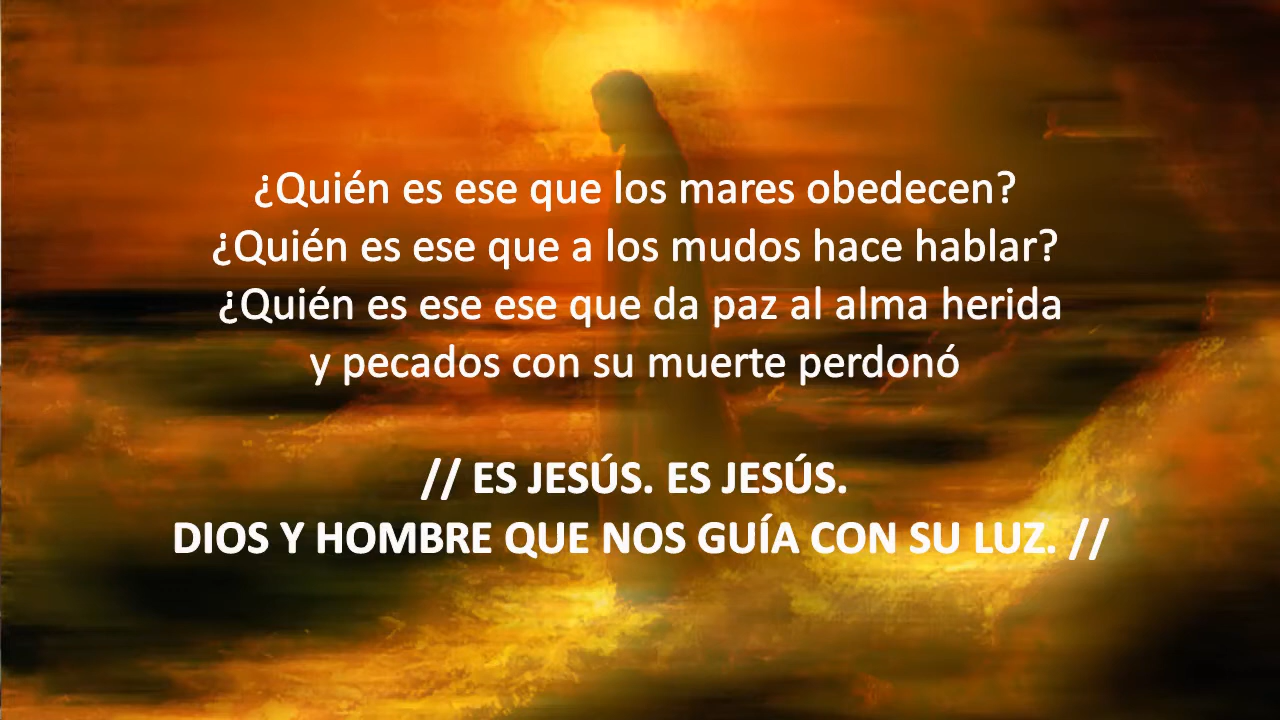 ¿Quién es ese que los mares obedecen?
¿Quién es ese que a los mudos hace hablar?
¿Quién es ese ese que da paz al alma herida
y pecados con su muerte perdonó
// ES JESÚS. ES JESÚS.
DIOS Y HOMBRE QUE NOS GUÍA CON SU LUZ. //